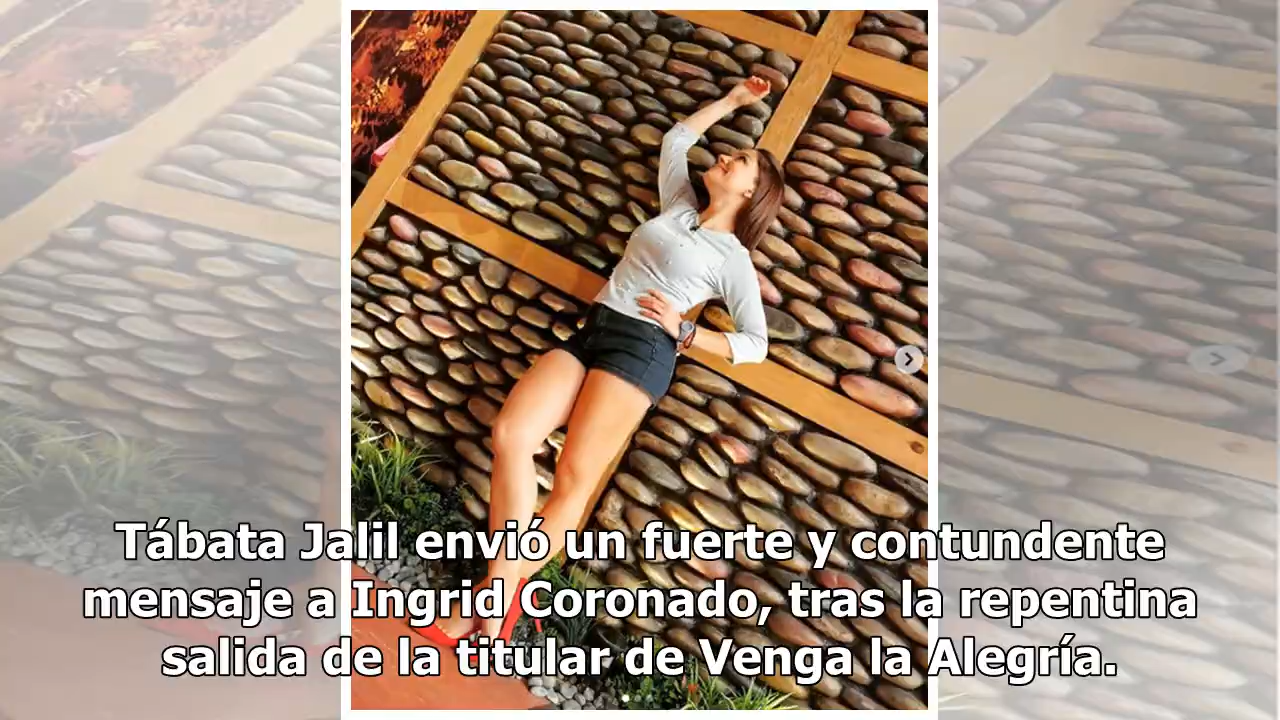 Tábata Jalil envió un fuerte y contundente
mensaje a Ingrid Coronado, tras la repentina
salida de la titular de Venga la Alegría.